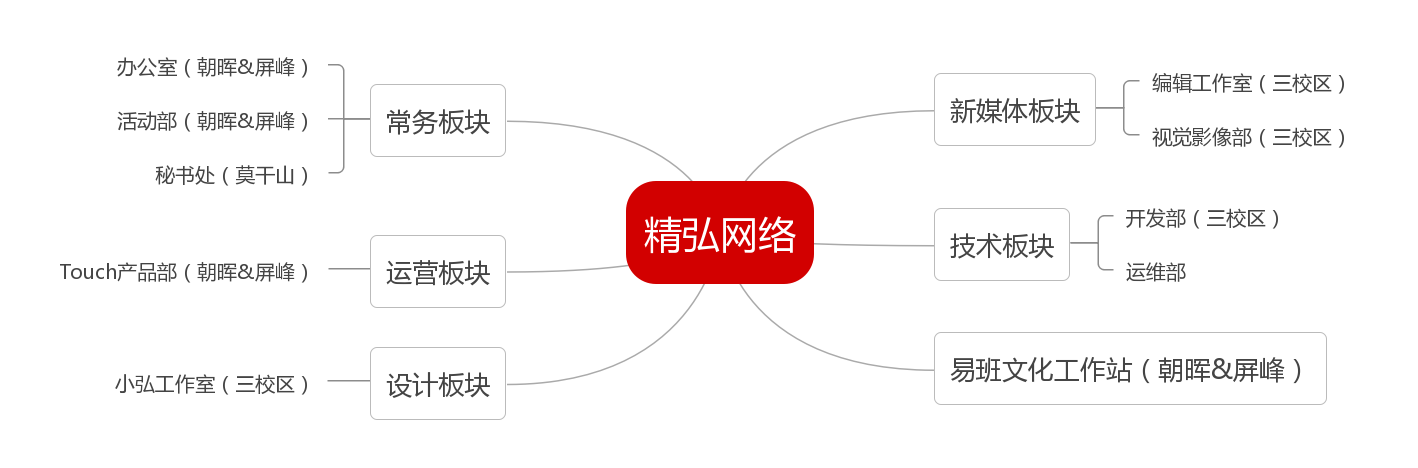 精弘网络
常务板块
办公室（朝晖&屏峰）
活动部（朝晖&屏峰）
秘书处（莫干山）
运营板块
Touch产品部（朝晖&屏峰）
设计板块
小弘工作室（三校区）
新媒体板块
编辑工作室（三校区）
视觉影像部（三校区）
技术板块
开发部（三校区）
运维部
易班文化工作站（朝晖&屏峰）